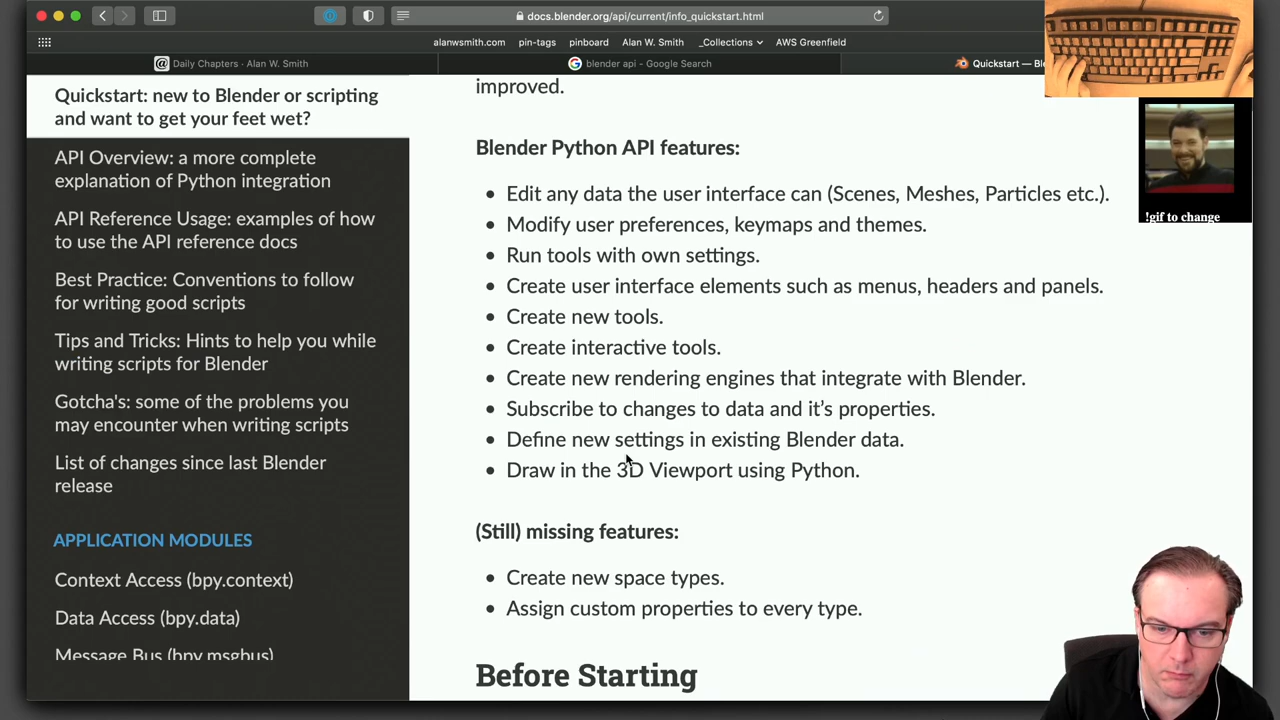 docs.blender.org/api/current/info_quickstart.html
alanwsmith.com pin-tags pinboard Alan W. Smith _Collections AWS Greenfield
@ Daily Chapters - Alan W. Smith
G blender api - Google Search
Quickstart — Ble
Quickstart: new to Blender or scripting
and want to get your feet wet?
API Overview: a more complete
explanation of Python integration
API Reference Usage: examples of how
to use the API reference docs
Best Practice: Conventions to follow
for writing good scripts
Tips and Tricks: Hints to help you while
writing scripts for Blender
Gotcha's: some of the problems you
may encounter when writing scripts
List of changes since last Blender
release
APPLICATION MODULES
Context Access (bpy.context)
Data Access (bpy.data)
Message Bus (bpy.msgbus)
improved.
Blender Python API features:
• Edit any data the user interface can (Scenes, Meshes, Particles etc.).
• Modify user preferences, keymaps and themes.
• Run tools with own settings.
• Create user interface elements such as menus, headers and panels.
• Create new tools.
• Create interactive tools.
• Create new rendering engines that integrate with Blender.
• Subscribe to changes to data and it’s properties.
• Define new settings in existing Blender data.
• Draw in the 3D Viewport using Python.
(Still) missing features:
• Create new space types.
• Assign custom properties to every type.
Before Starting
!gif to change